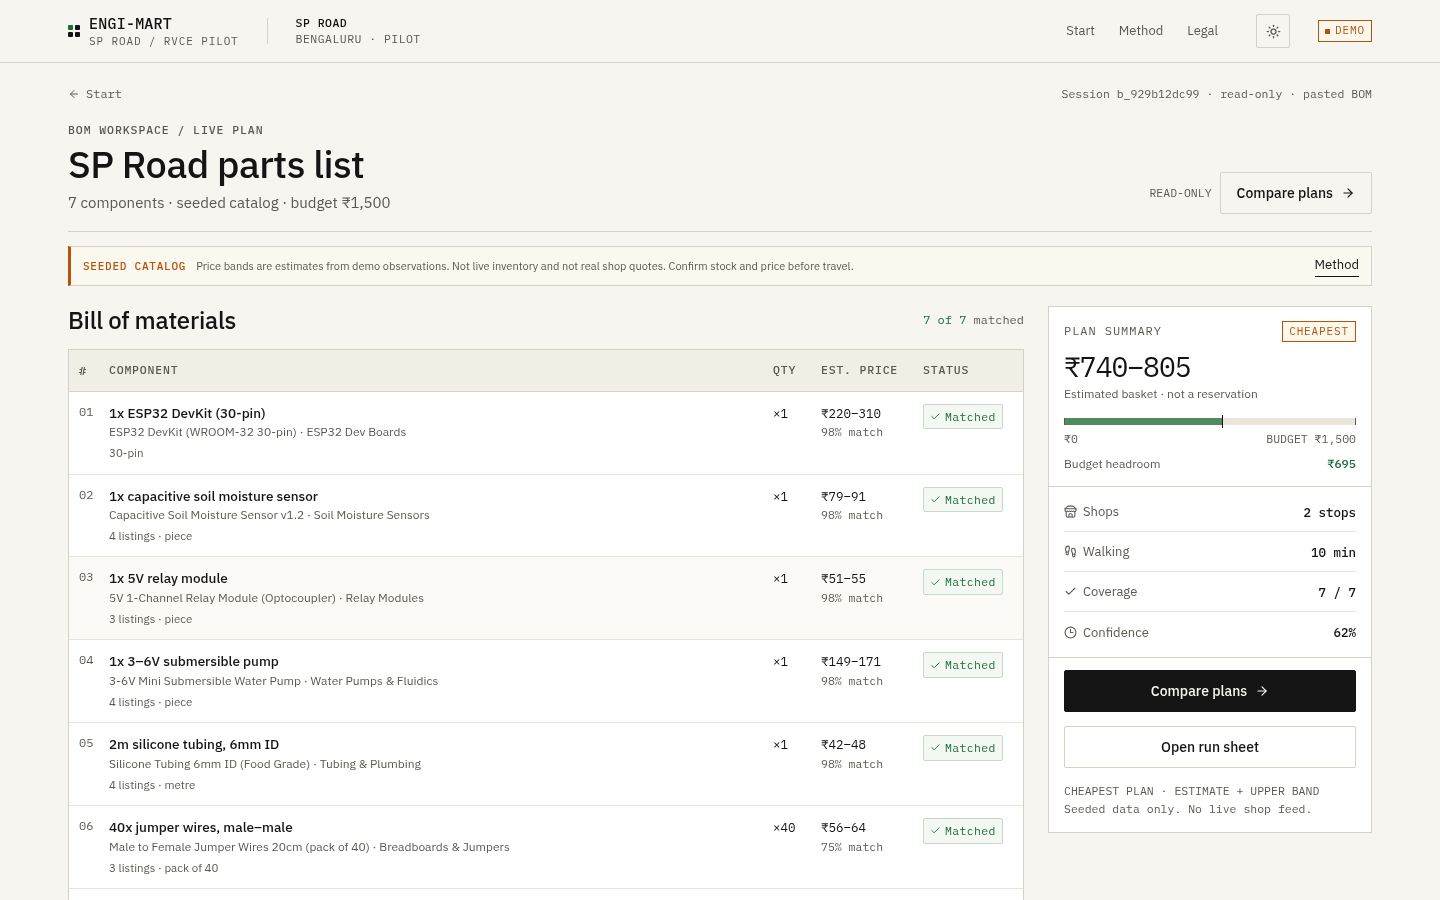 ENGI-MART
SP ROAD / RVCE PILOT
SP ROAD
BENGALURU · PILOT
Start
Method
Legal
DEMO
← Start
Session b_929b12dc99 · read-only · pasted BOM
BOM WORKSPACE / LIVE PLAN
SP Road parts list
7 components · seeded catalog · budget ₹1,500
READ-ONLY
Compare plans →
SEEDED CATALOG Price bands are estimates from demo observations. Not live inventory and not real shop quotes. Confirm stock and price before travel.
Method
Bill of materials
7 of 7 matched
# COMPONENT QTY EST. PRICE STATUS
01 1x ESP32 DevKit (30-pin) ×1 ₹220–310 Matched
ESP32 DevKit (WROOM-32 30-pin) · ESP32 Dev Boards 98% match
30-pin
02 1x capacitive soil moisture sensor ×1 ₹79–91 Matched
Capacitive Soil Moisture Sensor v1.2 · Soil Moisture Sensors 98% match
4 listings · piece
03 1x 5V relay module ×1 ₹51–55 Matched
5V 1-Channel Relay Module (Optocoupler) · Relay Modules 98% match
3 listings · piece
04 1x 3–6V submersible pump ×1 ₹149–171 Matched
3-6V Mini Submersible Water Pump · Water Pumps & Fluidics 98% match
4 listings · piece
05 2m silicone tubing, 6mm ID ×1 ₹42–48 Matched
Silicone Tubing 6mm ID (Food Grade) · Tubing & Plumbing 98% match
4 listings · metre
06 40x jumper wires, male–male ×40 ₹56–64 Matched
Male to Female Jumper Wires 20cm (pack of 40) · Breadboards & Jumpers 75% match
3 listings · pack of 40
PLAN SUMMARY
CHEAPEST
₹740–805
Estimated basket · not a reservation
₹0 BUDGET ₹1,500
Budget headroom ₹695
Shops 2 stops
Walking 10 min
Coverage 7 / 7
Confidence 62%
Compare plans →
Open run sheet
CHEAPEST PLAN · ESTIMATE + UPPER BAND
Seeded data only. No live shop feed.